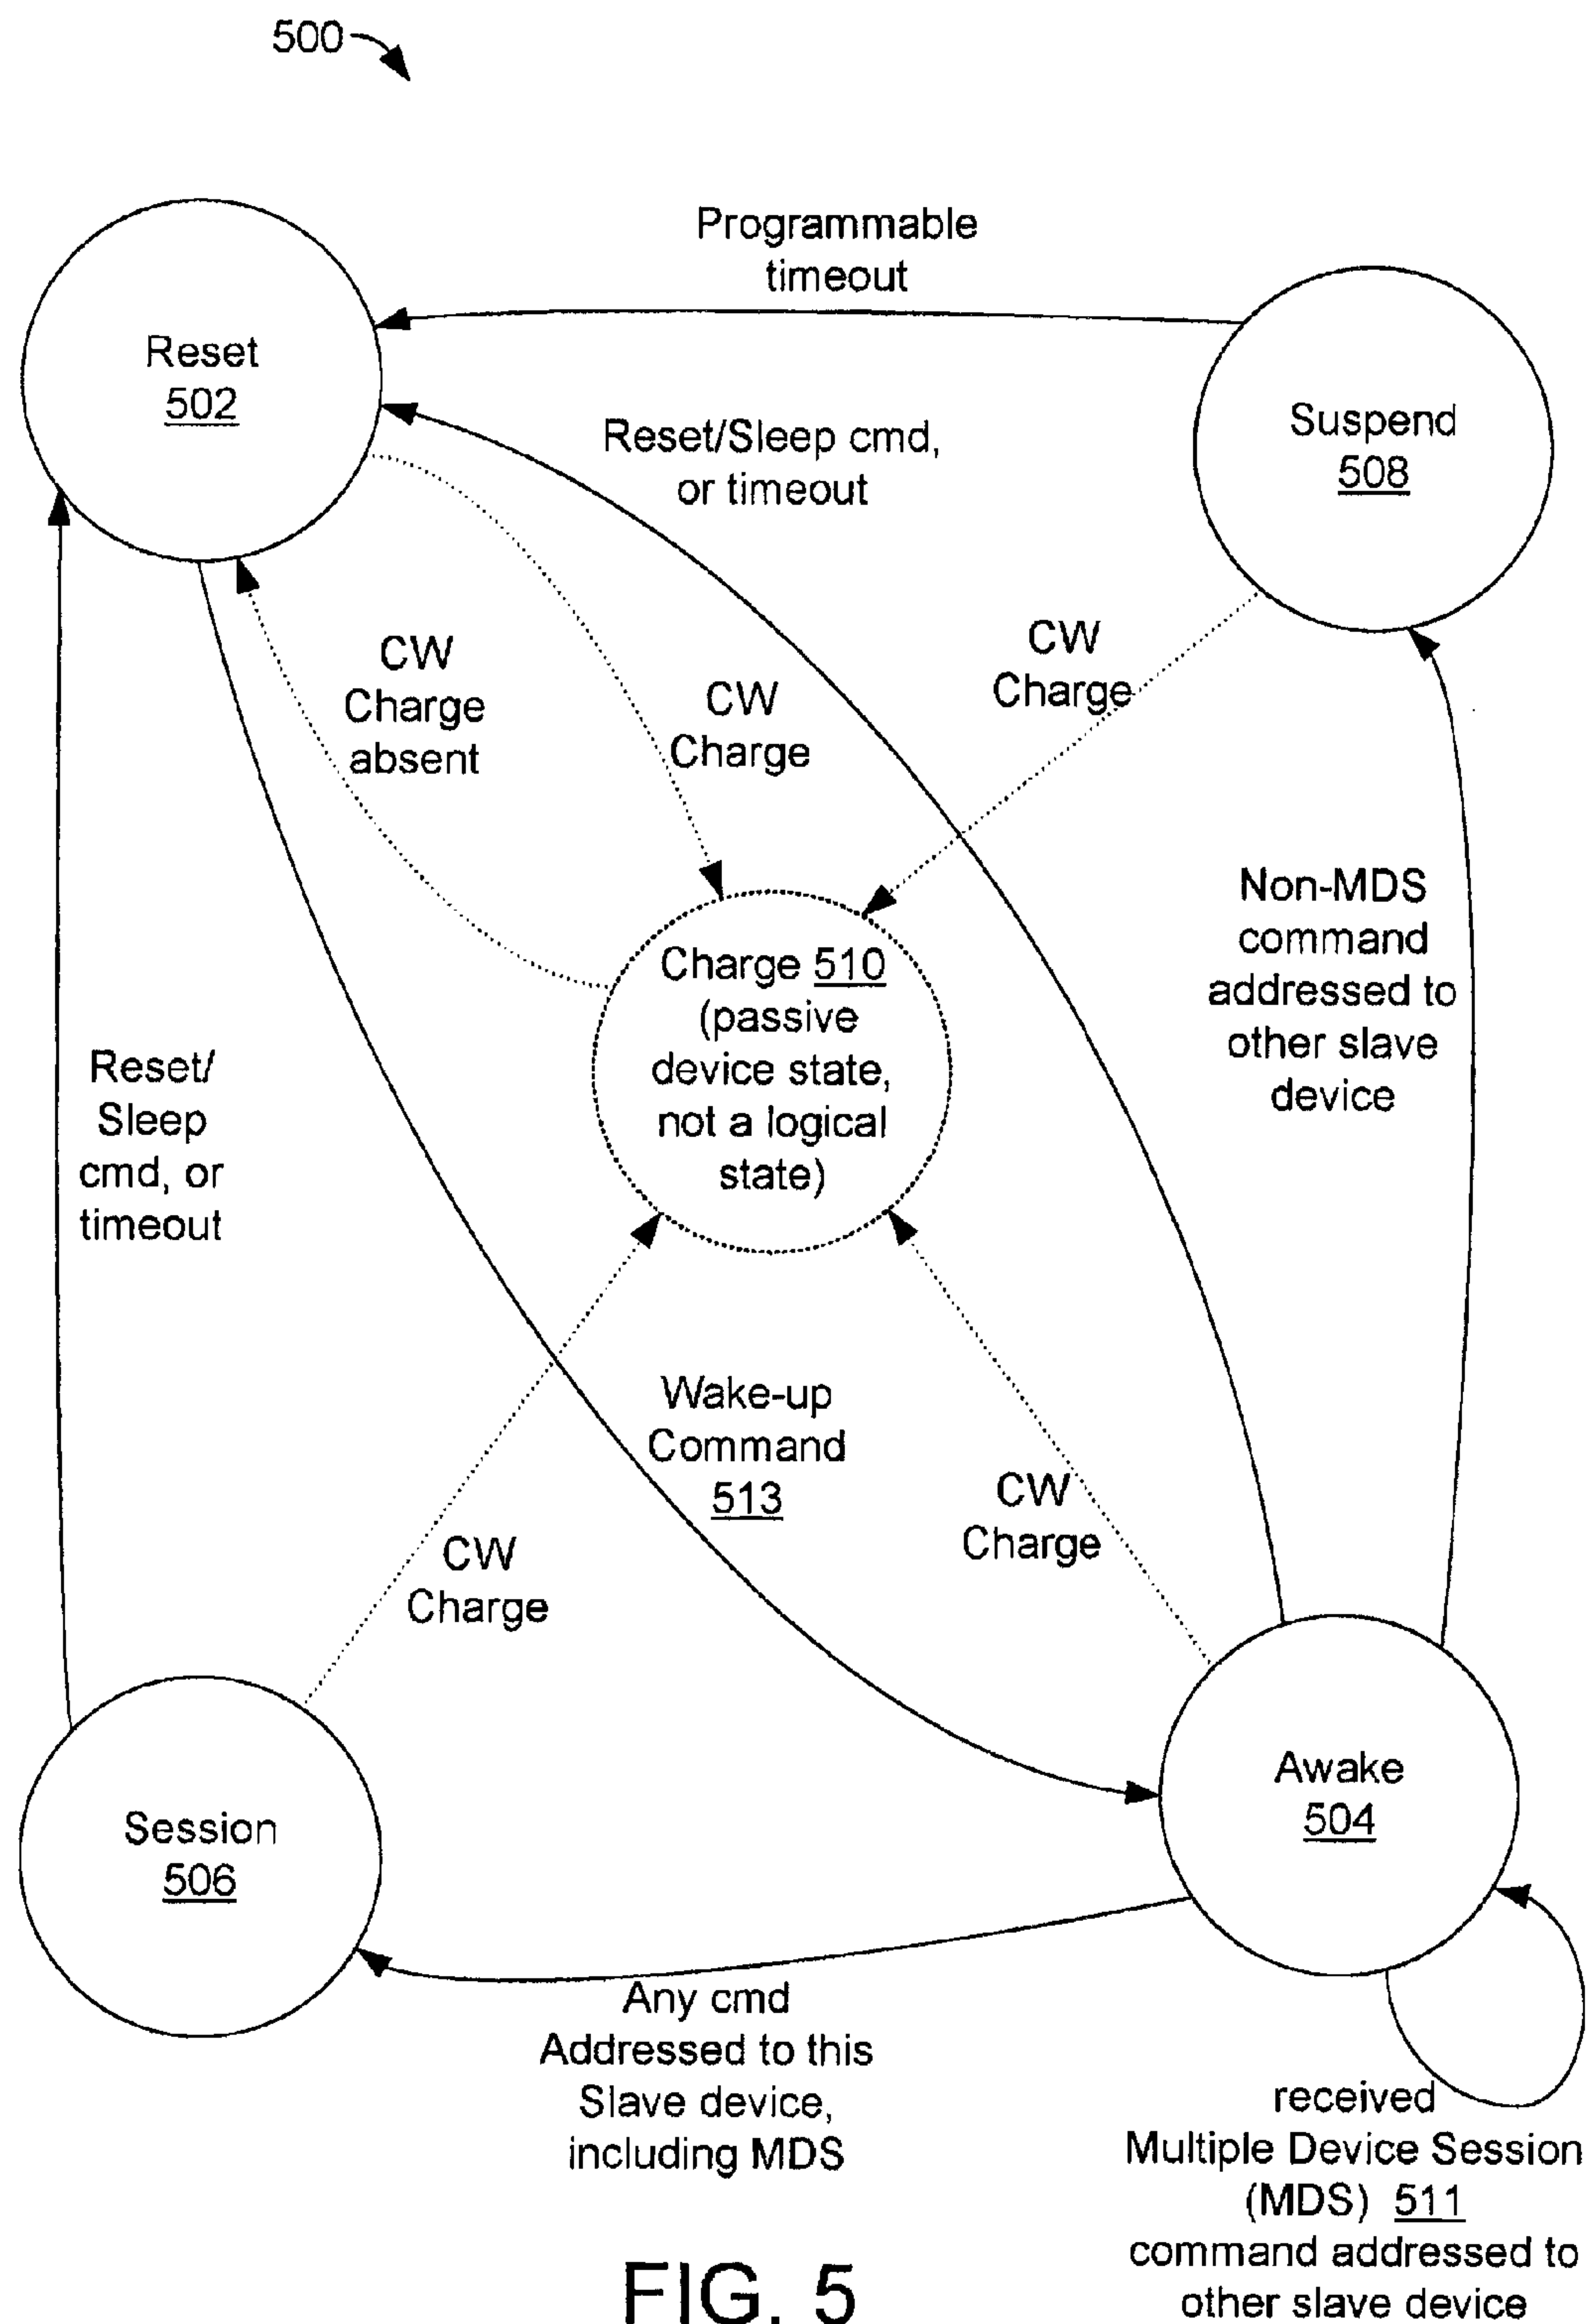 500
Programmable
timeout
Reset
502
Suspend
508
Reset/Sleep cmd,
or timeout
CW
Charge
absent
CW
Charge
CW
Charge
Non-MDS
command
addressed to
other slave
device
Charge 510
(passive
device state,
not a logical
state)
Reset/
Sleep
cmd, or
timeout
Wake-up
Command
513
CW
Charge
CW
Charge
Awake
504
Session
506
Any cmd
Addressed to this
Slave device,
including MDS
received
Multiple Device Session
(MDS) 511
command addressed to
other slave device
FIG. 5